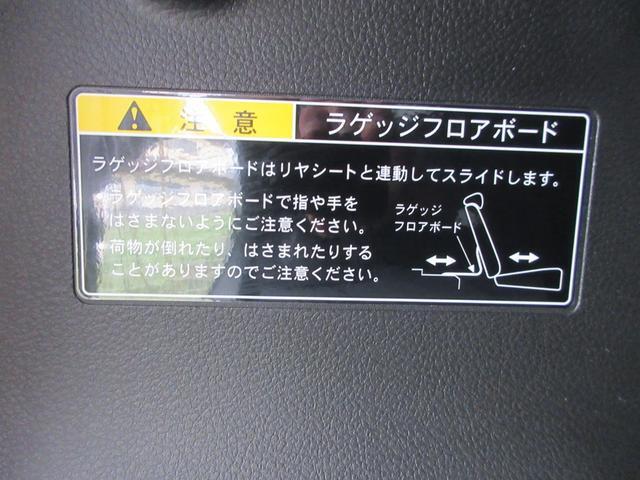 注意 ラゲッジフロアボード
ラゲッジフロアボードはリヤシートと連動してスライドします。
・ラゲッジフロアボードで指や手を
はさまないようにご注意ください。
・荷物が倒れたり、はさまれたりする
ことがありますのでご注意ください。
ラゲッジ
フロアボード